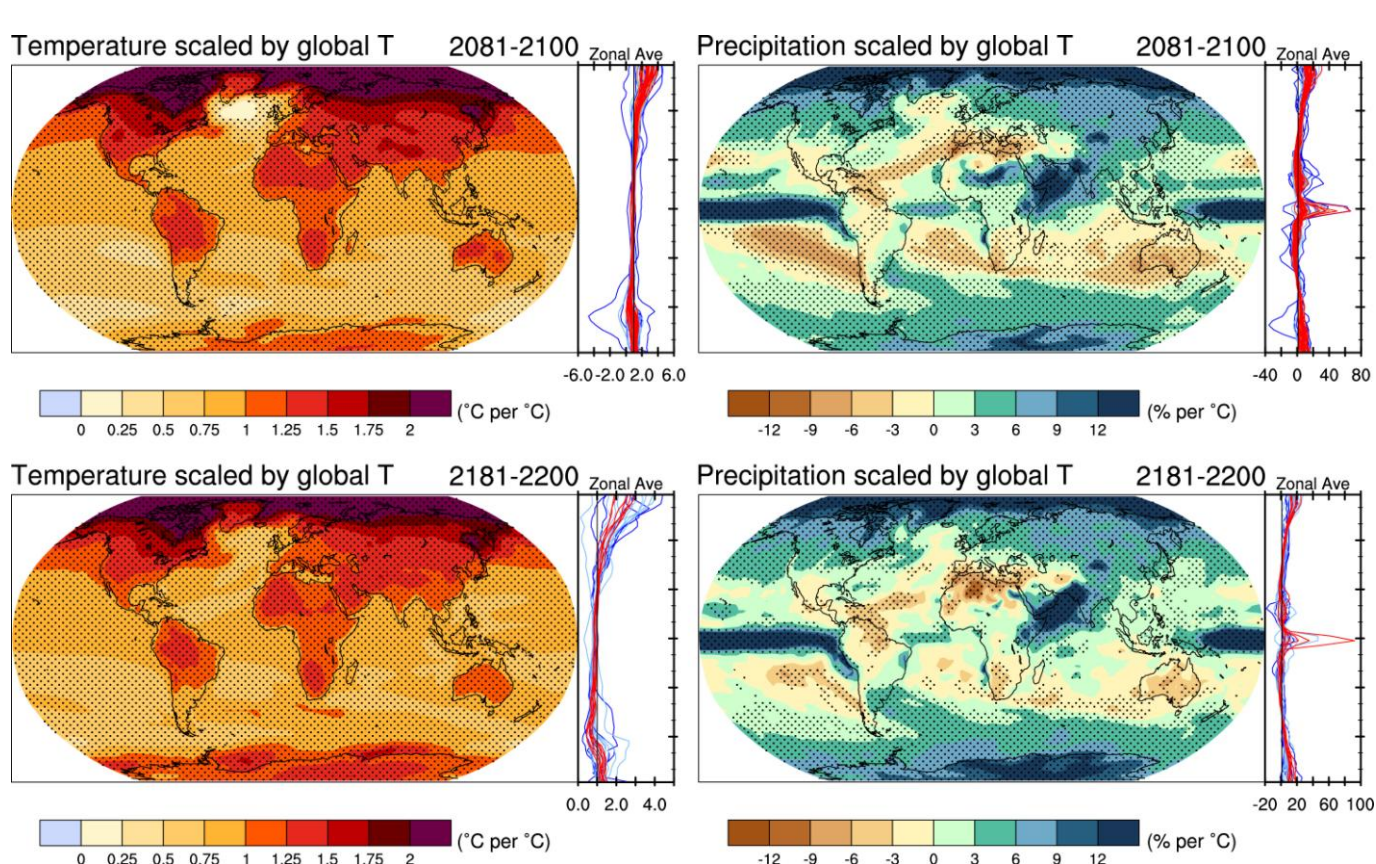 Temperature scaled by global T 2081-2100 Zonal Ave
-6.0 -2.0 2.0 6.0
0 0.25 0.5 0.75 1 1.25 1.5 1.75 2 (°C per °C)
Precipitation scaled by global T 2081-2100 Zonal Ave
-40 0 40 80
-12 -9 -6 -3 0 3 6 9 12 (% per °C)
Temperature scaled by global T 2181-2200 Zonal Ave
0.0 2.0 4.0
0 0.25 0.5 0.75 1 1.25 1.5 1.75 2 (°C per °C)
Precipitation scaled by global T 2181-2200 Zonal Ave
-20 20 60 100
-12 -9 -6 -3 0 3 6 9 12 (% per °C)